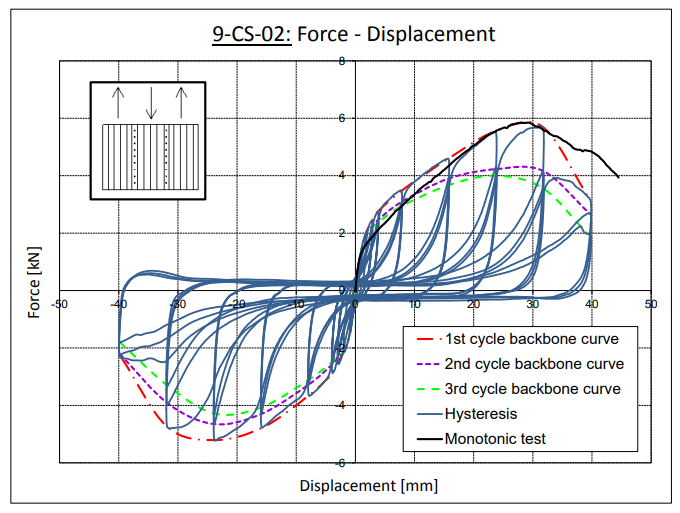 9-CS-02: Force - Displacement
8
6
4
2
0
-2
-4
-6
-50
-40
-30
-20
-10
0
10
20
30
40
50
Force [kN]
Displacement [mm]
1st cycle backbone curve
2nd cycle backbone curve
3rd cycle backbone curve
Hysteresis
Monotonic test